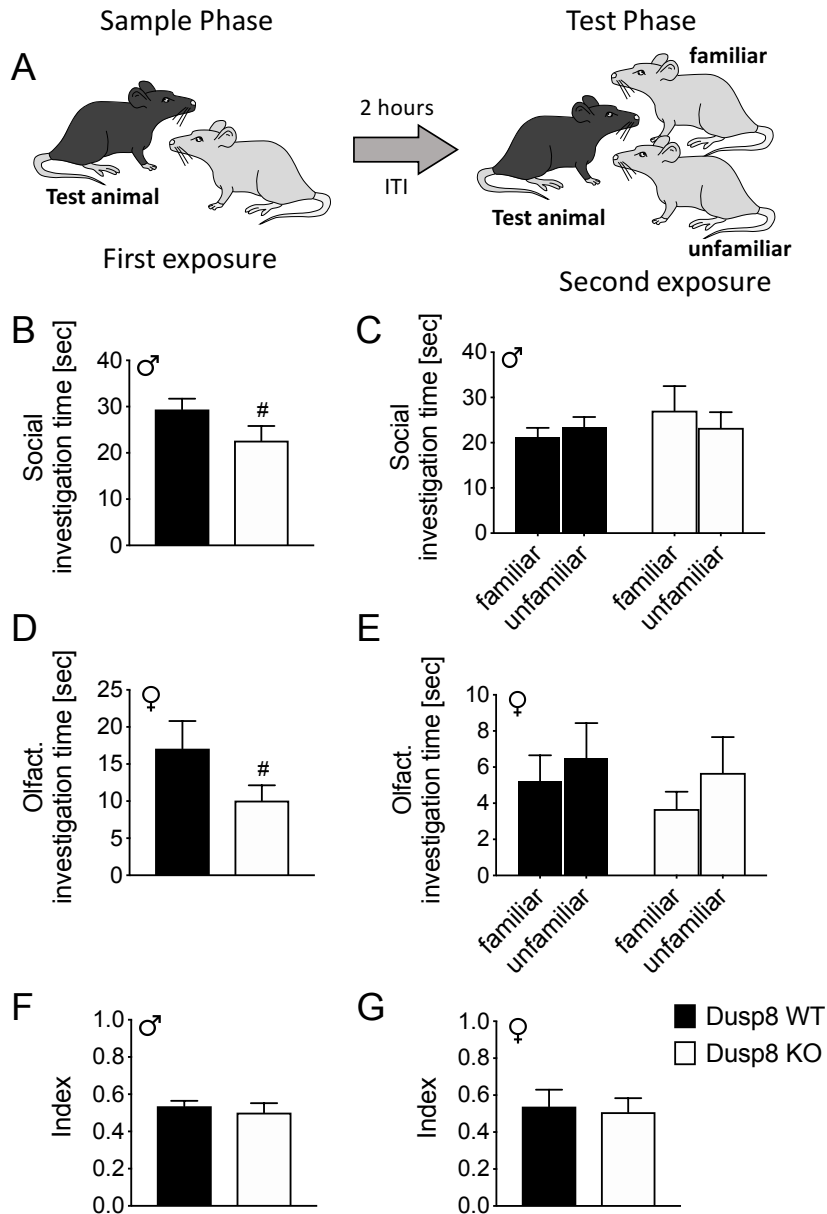 Sample Phase
Test Phase
A
familiar
2 hours
ITI
Test animal
Test animal
unfamiliar
First exposure
Second exposure
B
Social
investigation time [sec]
40
30
20
10
0
♂
#
C
Social
investigation time [sec]
40
30
20
10
0
♂
familiar
unfamiliar
familiar
unfamiliar
D
Olfact.
investigation time [sec]
25
20
15
10
5
0
♀
#
E
Olfact.
investigation time [sec]
10
8
6
4
2
0
♀
familiar
unfamiliar
familiar
unfamiliar
F
Index
1.0
0.8
0.6
0.4
0.2
0.0
♂
G
Index
1.0
0.8
0.6
0.4
0.2
0.0
♀
Dusp8 WT
Dusp8 KO